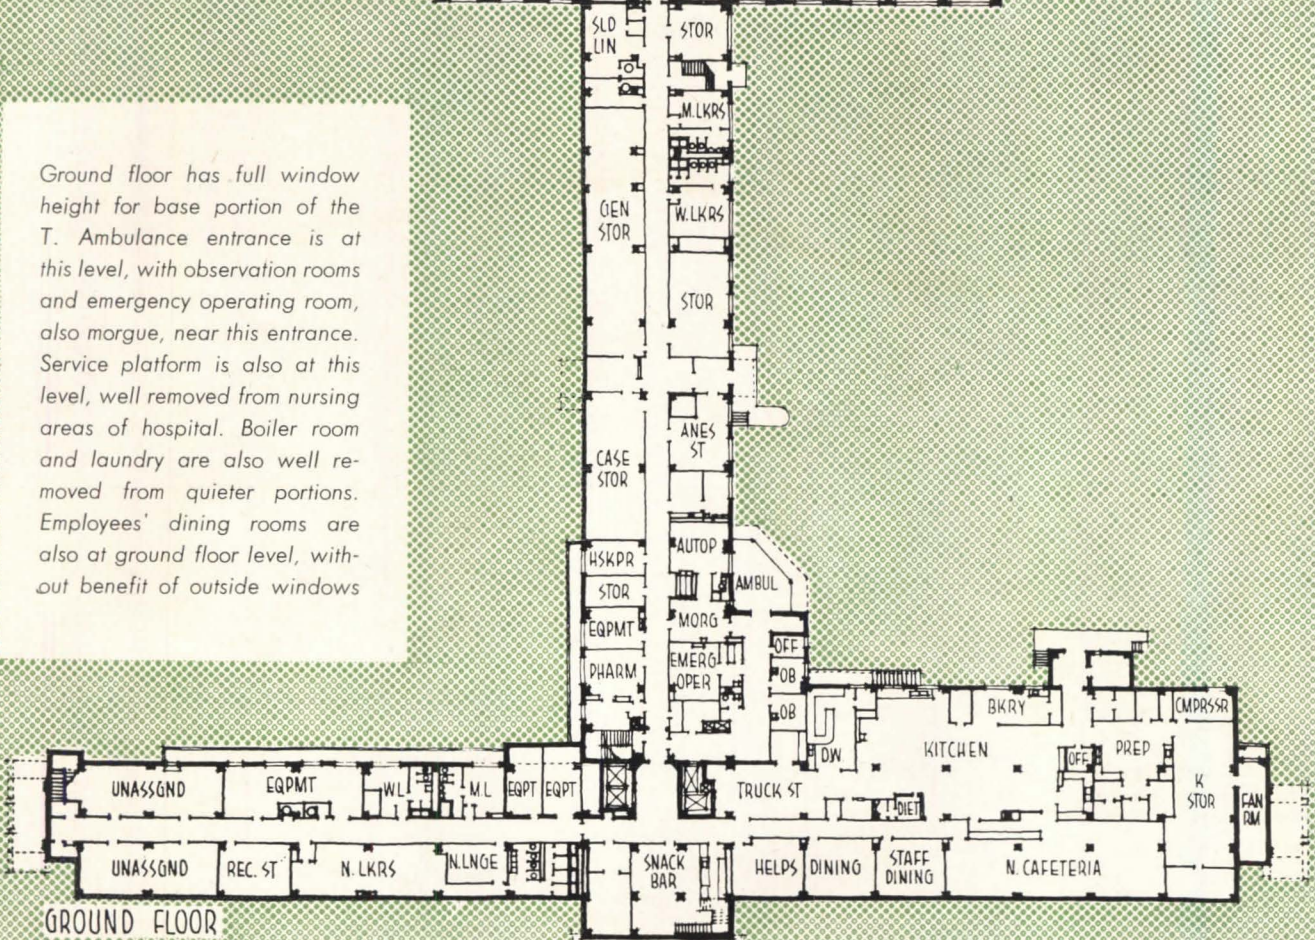 Ground floor has full window
height for base portion of the
T. Ambulance entrance is at
this level, with observation rooms
and emergency operating room,
also morgue, near this entrance.
Service platform is also at this
level, well removed from nursing
areas of hospital. Boiler room
and laundry are also well re-
moved from quieter portions.
Employees' dining rooms are
also at ground floor level, with-
out benefit of outside windows
SLD
LIN
STOR
M.LKRS
GEN
STOR
W.LKRS
STOR
CASE
STOR
ANES
ST
HSKPR
AUTOP
AMBUL
STOR
EQPMT
MORG
PHARM
EMERG
OPER
OFF
OB
OB
D.W.
BKRY
KITCHEN
OFF
PREP
CMPRSSR
K
STOR
FAN
RM
UNASSGND
EQPMT
W.L
M.L
EQPT
EQPT
TRUCK ST
DIET
UNASSGND
REC. ST
N.LKRS
N.LNGE
SNACK
BAR
HELPS
DINING
STAFF
DINING
N. CAFETERIA
GROUND FLOOR